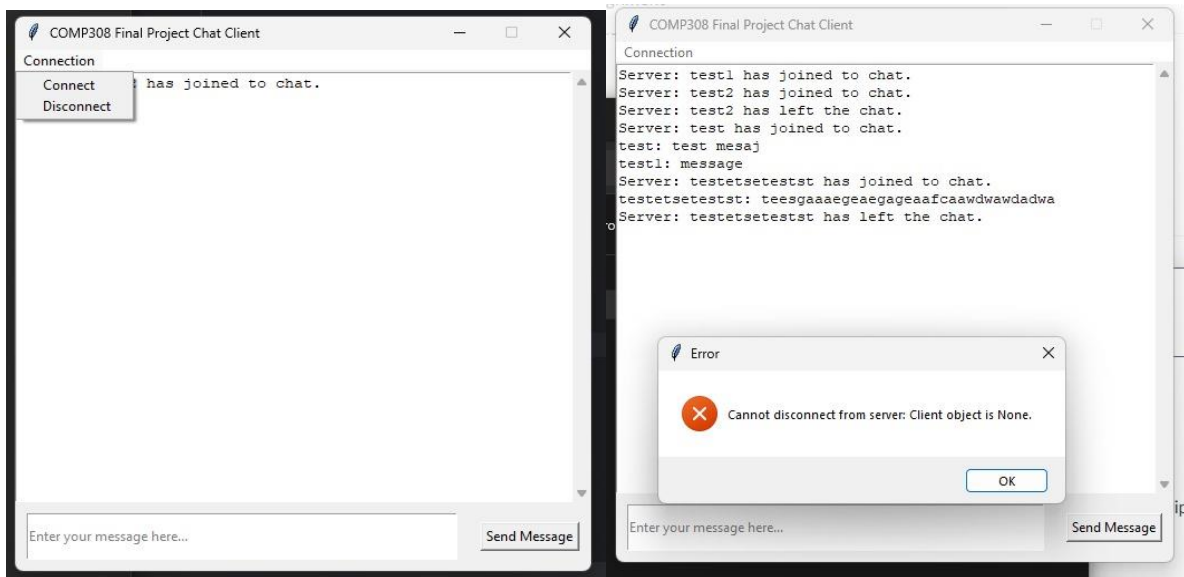 COMP308 Final Project Chat Client
Connection
Connect
Disconnect
has joined to chat.
Enter your message here...
Send Message
COMP308 Final Project Chat Client
Connection
Server: test1 has joined to chat.
Server: test2 has joined to chat.
Server: test2 has left the chat.
Server: test has joined to chat.
test: test mesaj
test1: message
Server: testetsetestst has joined to chat.
testetsetestst: teesgaaaegeaegageaafcaawdwawdadwa
Server: testetsetestst has left the chat.
Error
Cannot disconnect from server: Client object is None.
OK
Enter your message here...
Send Message